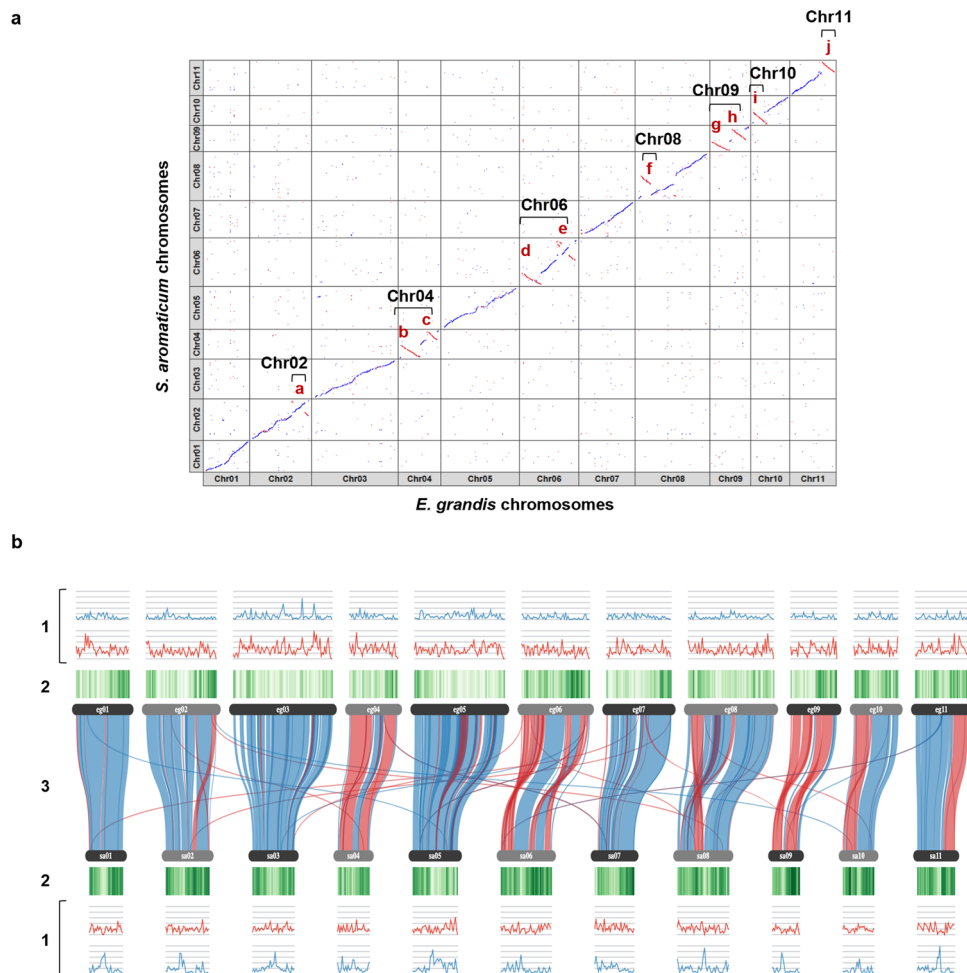 a
Chr11
j
Chr10
i
Chr09
g h
Chr08
f
Chr06
e
d
Chr04
c
b
Chr02
a
S. aromaticum chromosomes
Chr11
Chr10
Chr09
Chr08
Chr07
Chr06
Chr05
Chr04
Chr03
Chr02
Chr01
Chr01 Chr02 Chr03 Chr04 Chr05 Chr06 Chr07 Chr08 Chr09 Chr10 Chr11
E. grandis chromosomes
b
1
2
eg01 eg02 eg03 eg04 eg05 eg06 eg07 eg08 eg09 eg10 eg11
3
sa01 sa02 sa03 sa04 sa05 sa06 sa07 sa08 sa09 sa10 sa11
2
1